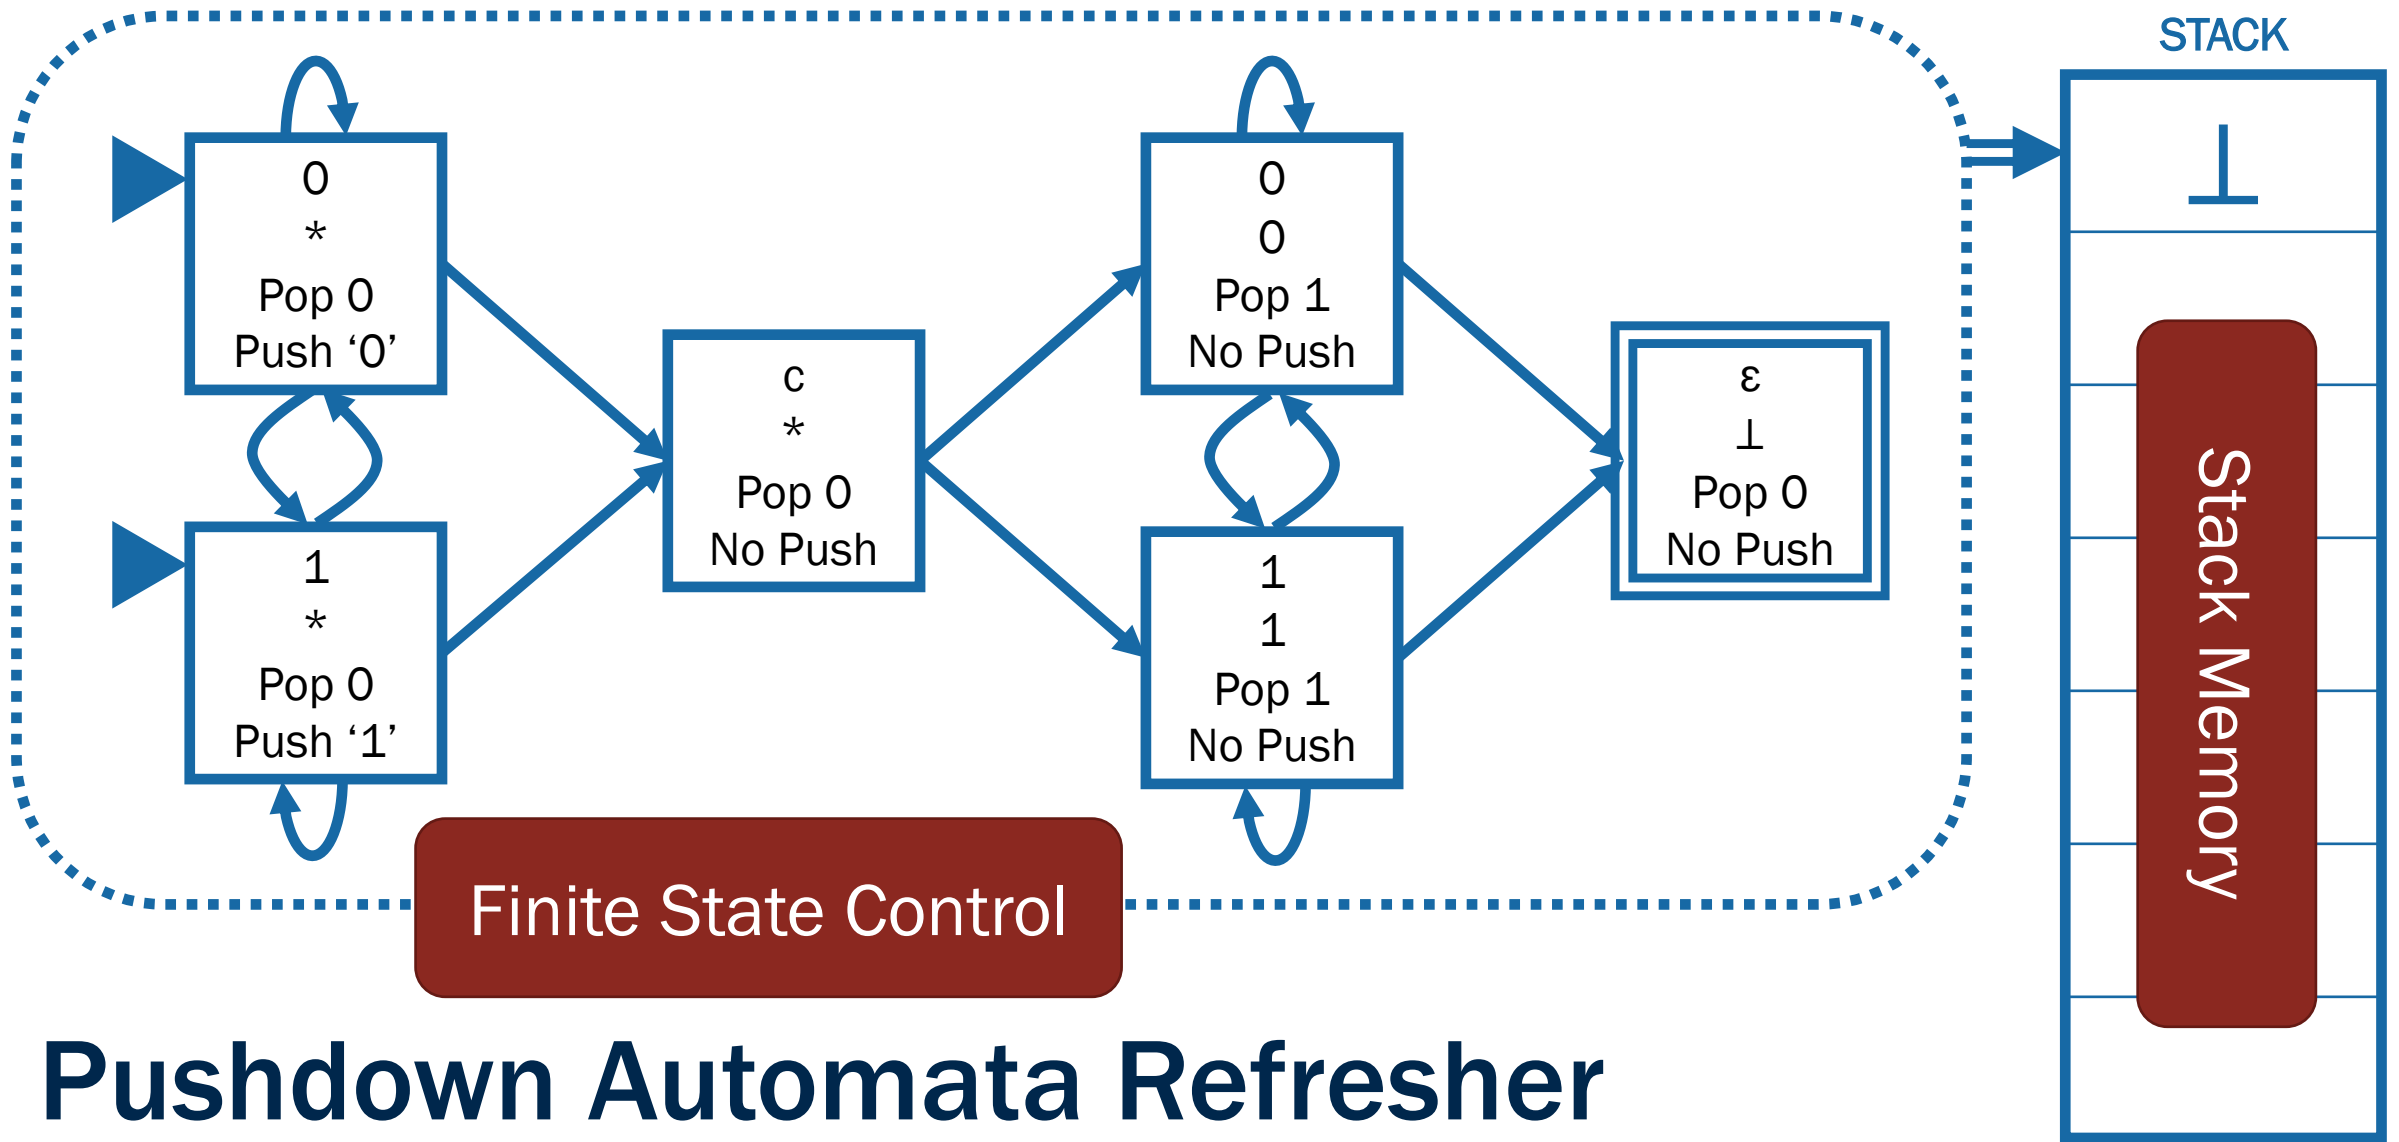 STACK
⊥
0
*
Pop 0
Push ‘0’
1
*
Pop 0
Push ‘1’
c
*
Pop 0
No Push
0
0
Pop 1
No Push
1
1
Pop 1
No Push
ε
⊥
Pop 0
No Push
Stack Memory
Finite State Control
Pushdown Automata Refresher